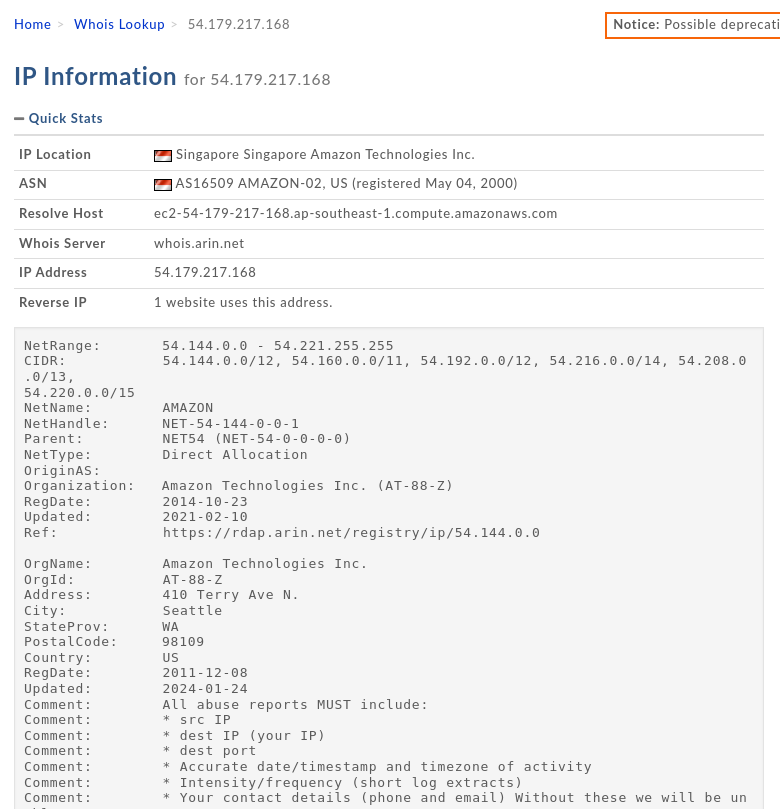 Home > Whois Lookup > 54.179.217.168
Notice: Possible deprecati
IP Information for 54.179.217.168
Quick Stats
IP Location Singapore Singapore Amazon Technologies Inc.
ASN AS16509 AMAZON-02, US (registered May 04, 2000)
Resolve Host ec2-54-179-217-168.ap-southeast-1.compute.amazonaws.com
Whois Server whois.arin.net
IP Address 54.179.217.168
Reverse IP 1 website uses this address.
NetRange: 54.144.0.0 - 54.221.255.255
CIDR: 54.144.0.0/12, 54.160.0.0/11, 54.192.0.0/12, 54.216.0.0/14, 54.208.0
.0/13,
54.220.0.0/15
NetName: AMAZON
NetHandle: NET-54-144-0-0-1
Parent: NET54 (NET-54-0-0-0-0)
NetType: Direct Allocation
OriginAS:
Organization: Amazon Technologies Inc. (AT-88-Z)
RegDate: 2014-10-23
Updated: 2021-02-10
Ref: https://rdap.arin.net/registry/ip/54.144.0.0
OrgName: Amazon Technologies Inc.
OrgId: AT-88-Z
Address: 410 Terry Ave N.
City: Seattle
StateProv: WA
PostalCode: 98109
Country: US
RegDate: 2011-12-08
Updated: 2024-01-24
Comment: All abuse reports MUST include:
Comment: * src IP
Comment: * dest IP (your IP)
Comment: * dest port
Comment: * Accurate date/timestamp and timezone of activity
Comment: * Intensity/frequency (short log extracts)
Comment: * Your contact details (phone and email) Without these we will be un